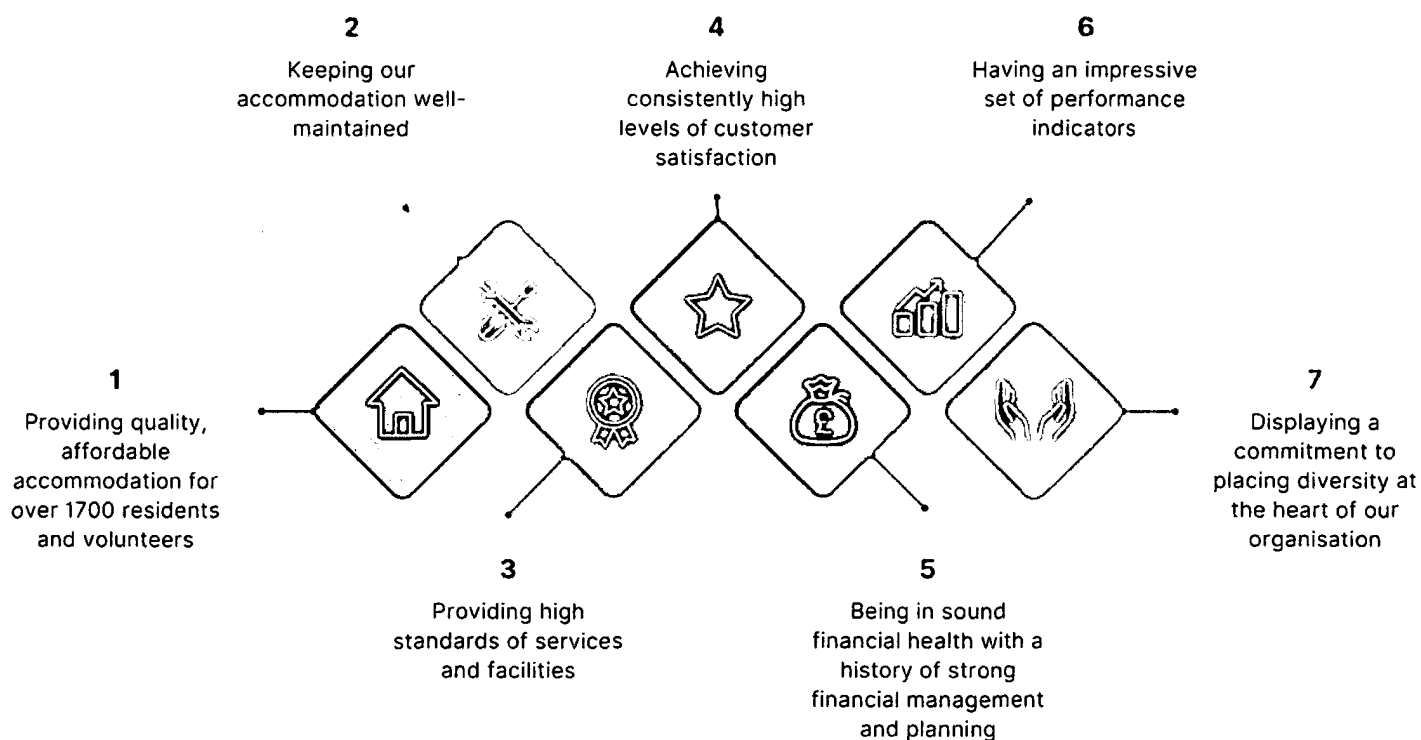 2
Keeping our
accommodation well-
maintained
4
Achieving
consistently high
levels of customer
satisfaction
6
Having an impressive
set of performance
indicators
1
Providing quality,
affordable
accommodation for
over 1700 residents
and volunteers
£
7
Displaying a
commitment to
placing diversity at
the heart of our
organisation
3
Providing high
standards of services
and facilities
5
Being in sound
financial health with a
history of strong
financial management
and planning